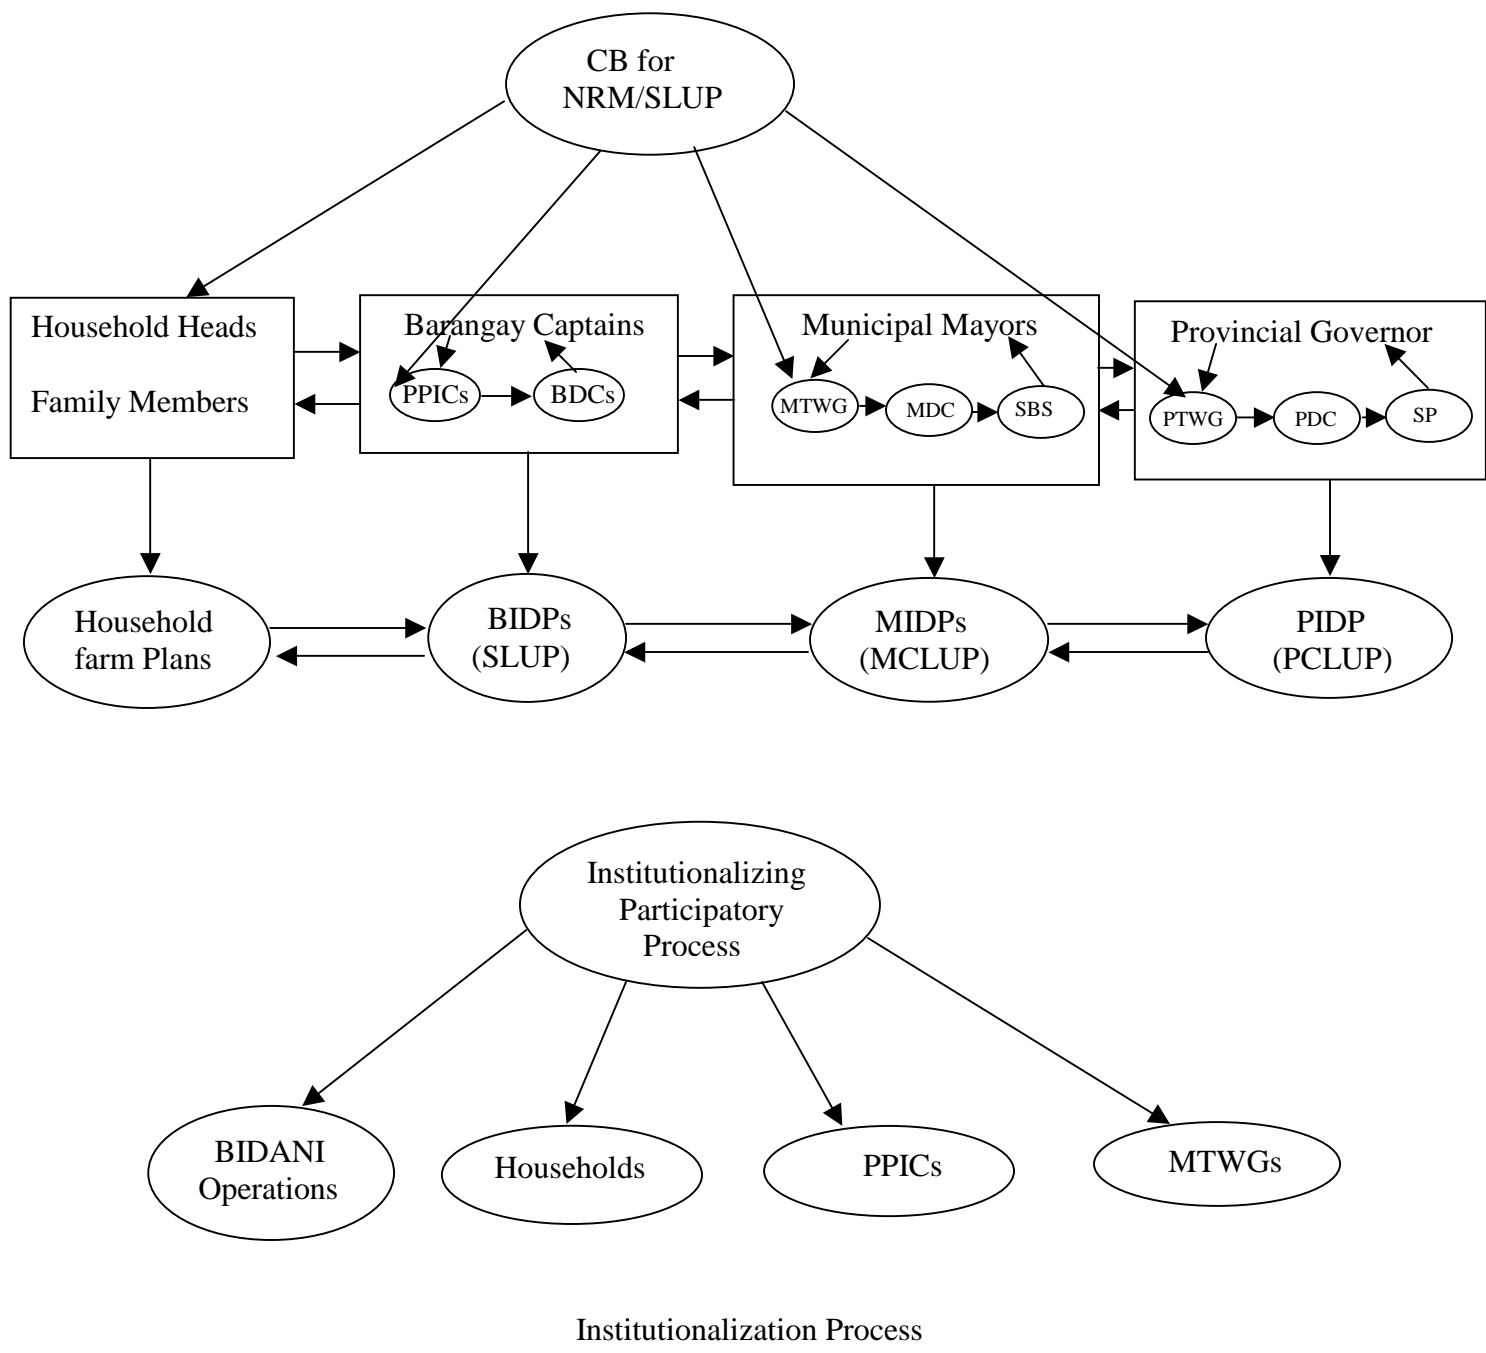 CB for
NRM/SLUP
Household Heads
Family Members
Barangay Captains
PPICs
BDCs
Municipal Mayors
MTWG
MDC
SBS
Provincial Governor
PTWG
PDC
SP
Household
farm Plans
BIDPs
(SLUP)
MIDPs
(MCLUP)
PIDP
(PCLUP)
Institutionalizing
Participatory
Process
BIDANI
Operations
Households
PPICs
MTWGs
Institutionalization Process